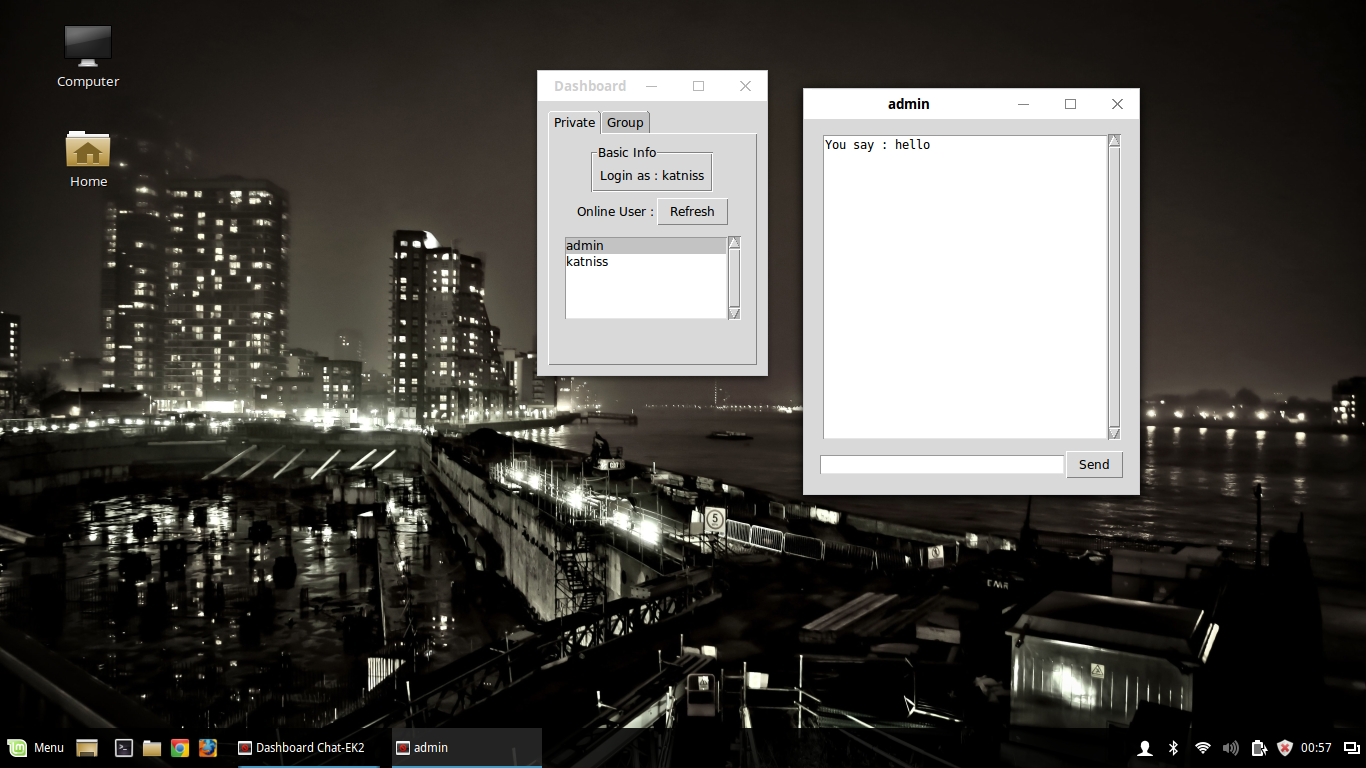 Computer
Home
Dashboard
Private Group
Basic Info
Login as : katniss
Online User : Refresh
admin
katniss
admin
You say : hello
Send
5
Menu
Dashboard Chat-EK2
admin
00:57